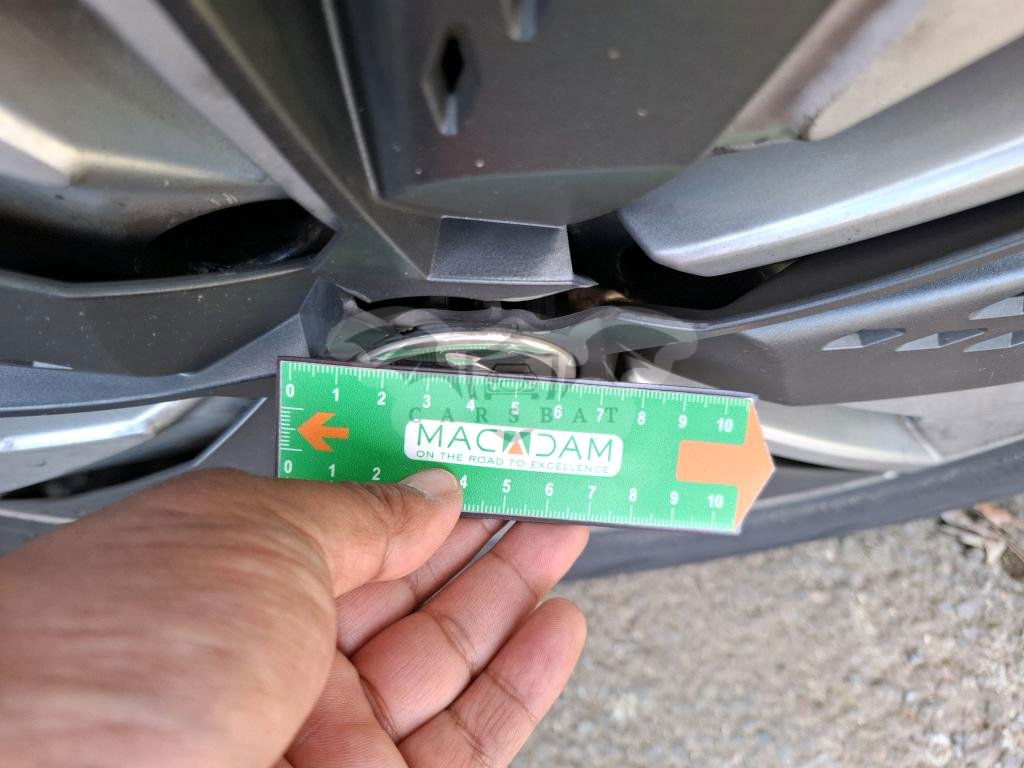 0 1 2 3 4 5 6 7 8 9 10
CARSBAT
MACADAM
ON THE ROAD TO EXCELLENCE
0 1 2 4 5 6 7 8 9 10